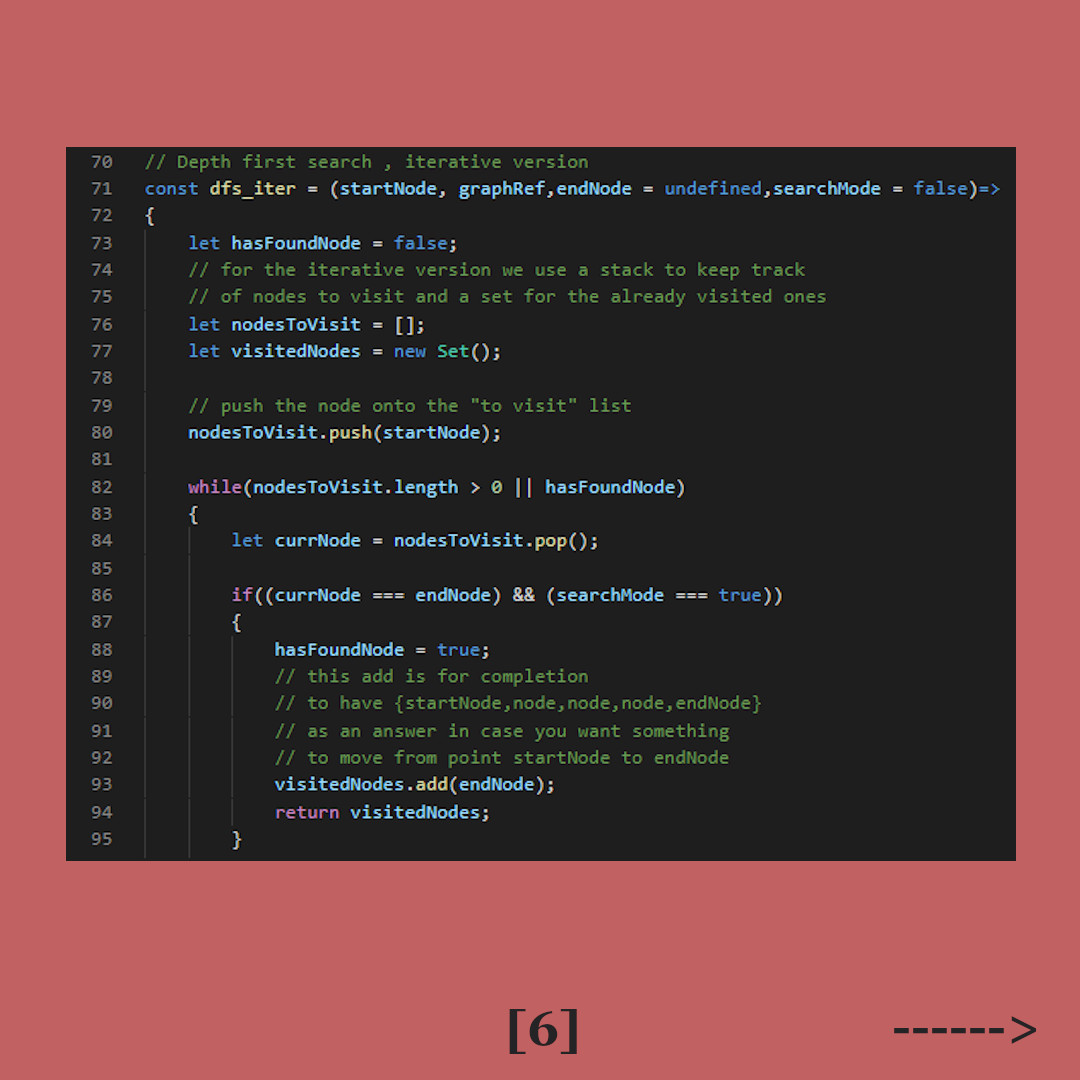 70 // Depth first search , iterative version
71 const dfs_iter = (startNode, graphRef,endNode = undefined,searchMode = false)=>
72 {
73     let hasFoundNode = false;
74     // for the iterative version we use a stack to keep track
75     // of nodes to visit and a set for the already visited ones
76     let nodesToVisit = [];
77     let visitedNodes = new Set();
78
79     // push the node onto the "to visit" list
80     nodesToVisit.push(startNode);
81
82     while(nodesToVisit.length > 0 || hasFoundNode)
83     {
84         let currNode = nodesToVisit.pop();
85
86         if((currNode === endNode) && (searchMode === true))
87         {
88             hasFoundNode = true;
89             // this add is for completion
90             // to have {startNode,node,node,node,endNode}
91             // as an answer in case you want something
92             // to move from point startNode to endNode
93             visitedNodes.add(endNode);
94             return visitedNodes;
95         }
[6]
------>